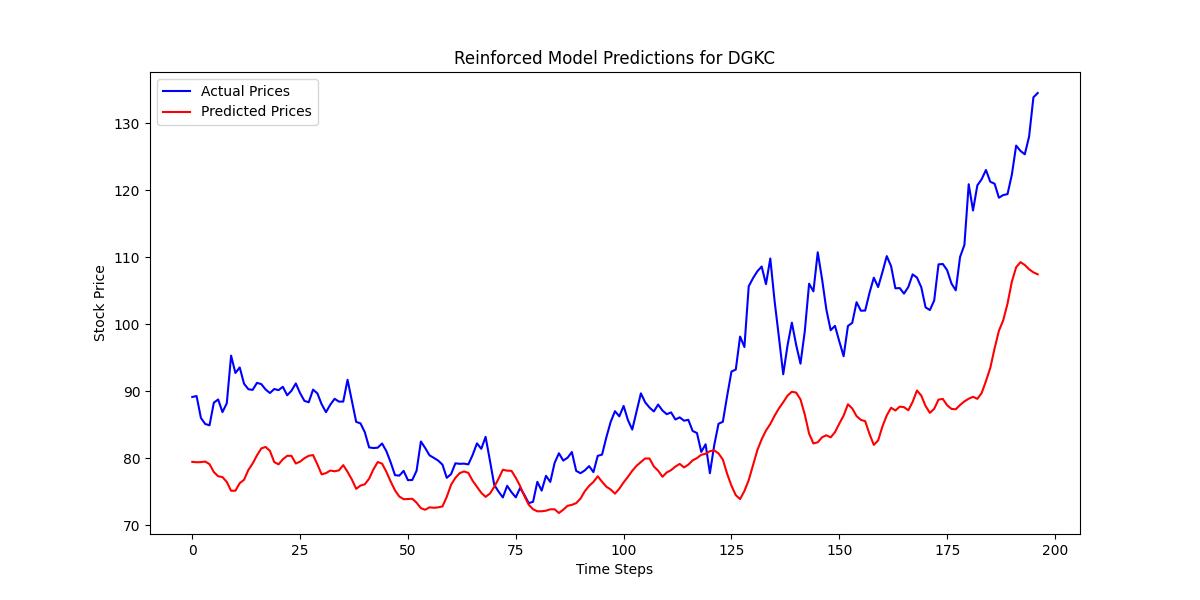 Reinforced Model Predictions for DGKC
Actual Prices
Predicted Prices
Stock Price
130
120
110
100
90
80
70
0 25 50 75 100 125 150 175 200
Time Steps